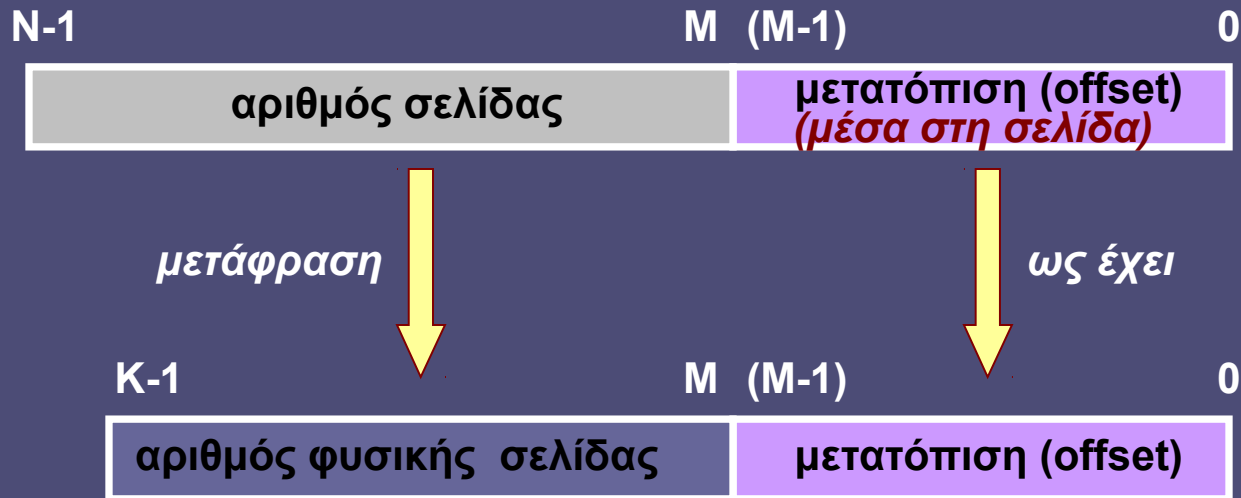 N-1 M (M-1) 0
αριθμός σελίδας
μετατόπιση (offset)
(μέσα στη σελίδα)
μετάφραση
ως έχει
K-1 M (M-1) 0
αριθμός φυσικής σελίδας
μετατόπιση (offset)